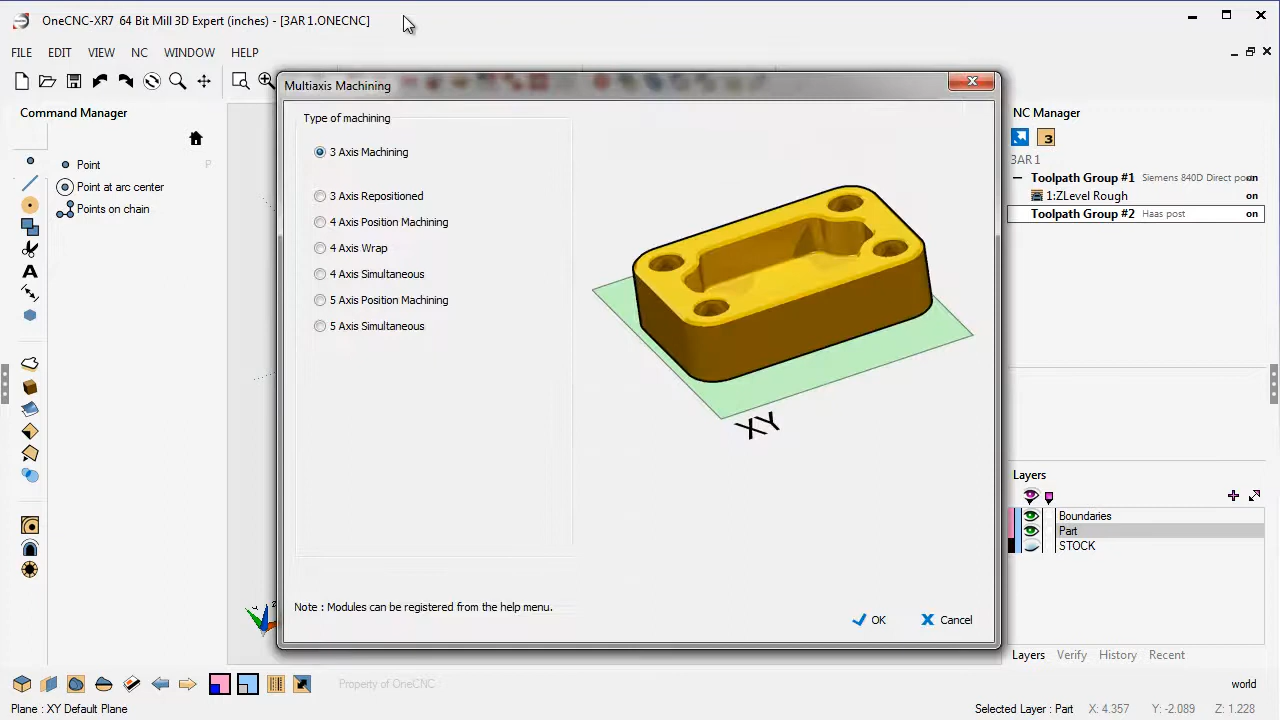 OneCNC-XR7 64 Bit Mill 3D Expert (inches) - [3AR 1.ONECNC]
FILE EDIT VIEW NC WINDOW HELP
Command Manager
Point P
Point at arc center
Points on chain
A
Multiaxis Machining
Type of machining
3 Axis Machining
3 Axis Repositioned
4 Axis Position Machining
4 Axis Wrap
4 Axis Simultaneous
5 Axis Position Machining
5 Axis Simultaneous
XY
Note : Modules can be registered from the help menu.
OK Cancel
NC Manager
3
3AR 1
Toolpath Group #1 Siemens 840D Direct on
1:ZLevel Rough on
Toolpath Group #2 Haas post on
Layers
Boundaries
Part
STOCK
Layers Verify History Recent
Property of OneCNC
world
Plane : XY Default Plane
Selected Layer : Part X: 4.357 Y: -2.089 Z: 1.228